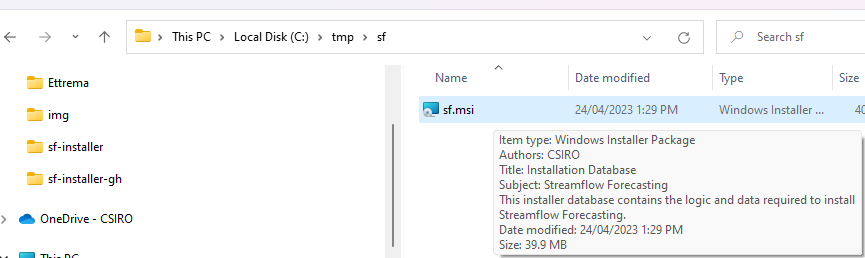 This PC > Local Disk (C:) > tmp > sf
Search sf
Ettrema
img
sf-installer
sf-installer-gh
OneDrive - CSIRO
This PC
Name Date modified Type Size
sf.msi 24/04/2023 1:29 PM Windows Installer ... 40
Item type: Windows Installer Package
Authors: CSIRO
Title: Installation Database
Subject: Streamflow Forecasting
This installer database contains the logic and data required to install
Streamflow Forecasting.
Date modified: 24/04/2023 1:29 PM
Size: 39.9 MB